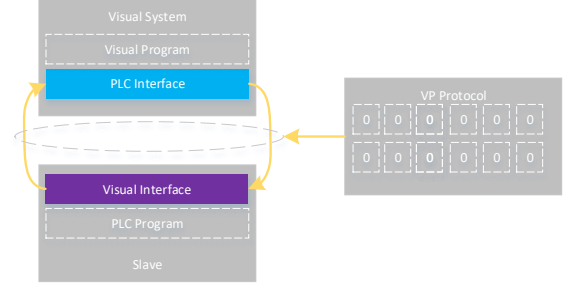 Visual System
Visual Program
PLC Interface
VP Protocol
0 0 0 0 0 0
0 0 0 0 0 0
Visual Interface
PLC Program
Slave